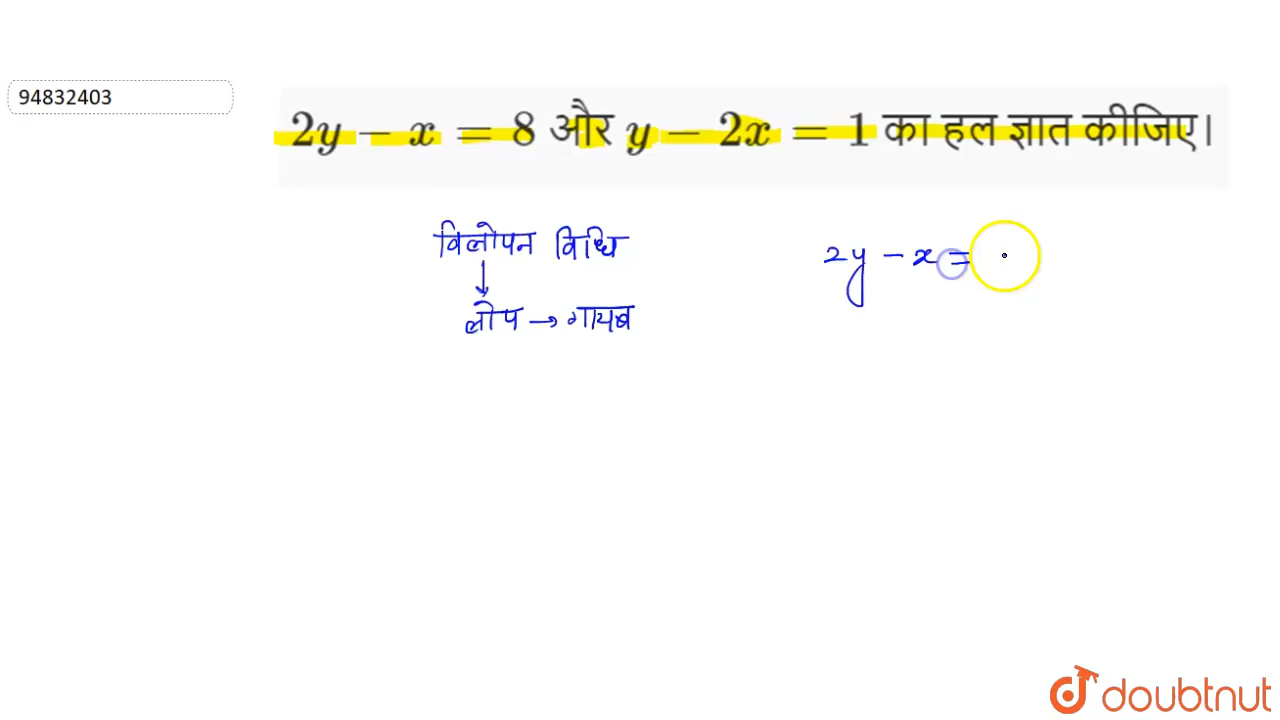 94832403
2y − x = 8 और y − 2x = 1 का हल ज्ञात कीजिए।
विलोपन विधि
2y − x =
↓
लोप → गायब
doubtnut